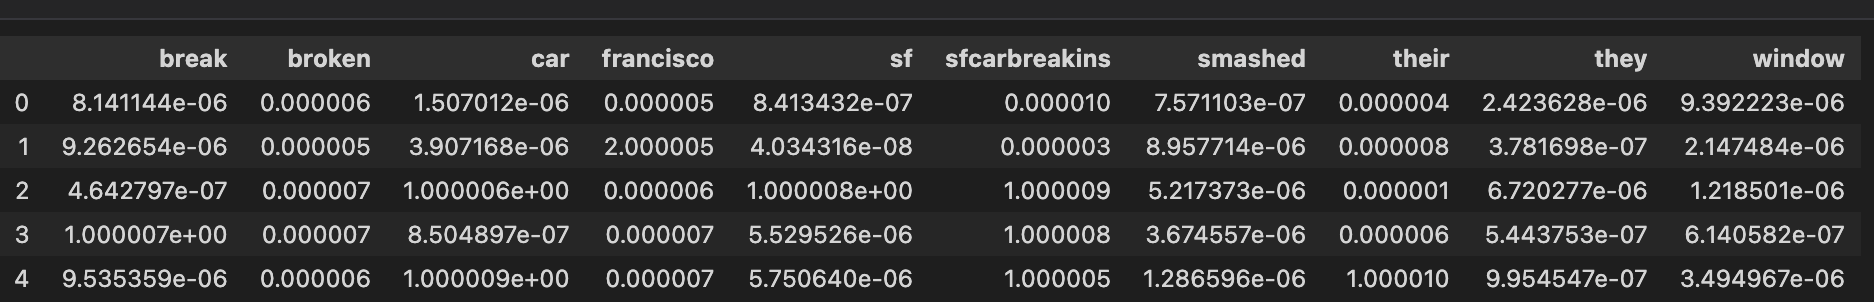 break broken car francisco sf sfcarbreakins smashed their they window
0 8.141144e-06 0.000006 1.507012e-06 0.000005 8.413432e-07 0.000010 7.571103e-07 0.000004 2.423628e-06 9.392223e-06
1 9.262654e-06 0.000005 3.907168e-06 2.000005 4.034316e-08 0.000003 8.957714e-06 0.000008 3.781698e-07 2.147484e-06
2 4.642797e-07 0.000007 1.000006e+00 0.000006 1.000008e+00 1.000009 5.217373e-06 0.000001 6.720277e-06 1.218501e-06
3 1.000007e+00 0.000007 8.504897e-07 0.000007 5.529526e-06 1.000008 3.674557e-06 0.000006 5.443753e-07 6.140582e-07
4 9.535359e-06 0.000006 1.000009e+00 0.000007 5.750640e-06 1.000005 1.286596e-06 1.000010 9.954547e-07 3.494967e-06